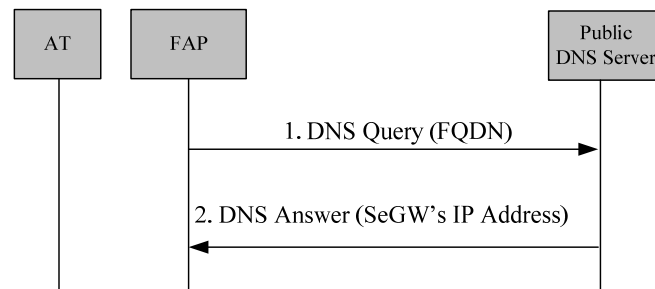 AT
FAP
Public
DNS Server
1. DNS Query (FQDN)
2. DNS Answer (SeGW's IP Address)